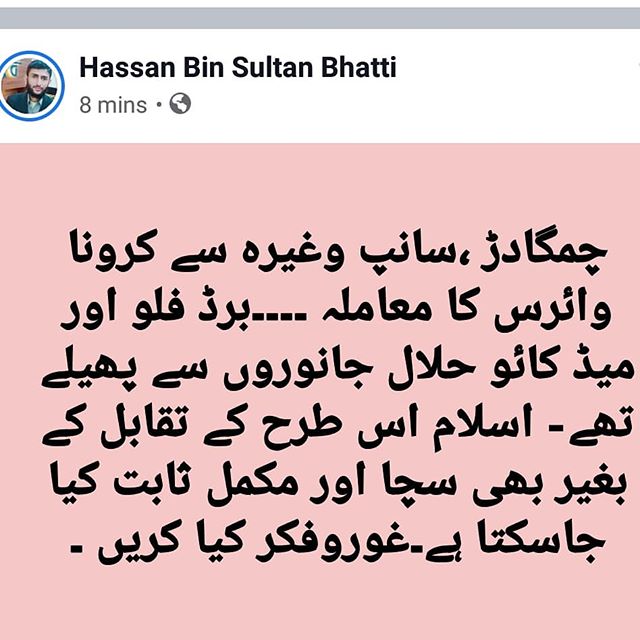 Hassan Bin Sultan Bhatti
8 mins •
چمگادڑ ،سانپ وغیرہ سے کرونا
وائرس کا معاملہ ----برڈ فلو اور
میڈ کائو حلال جانوروں سے پھیلے
تھے- اسلام اس طرح کے تقابل کے
بغیر بھی سچا اور مکمل ثابت کیا
جاسکتا ہے-غوروفکر کیا کریں -